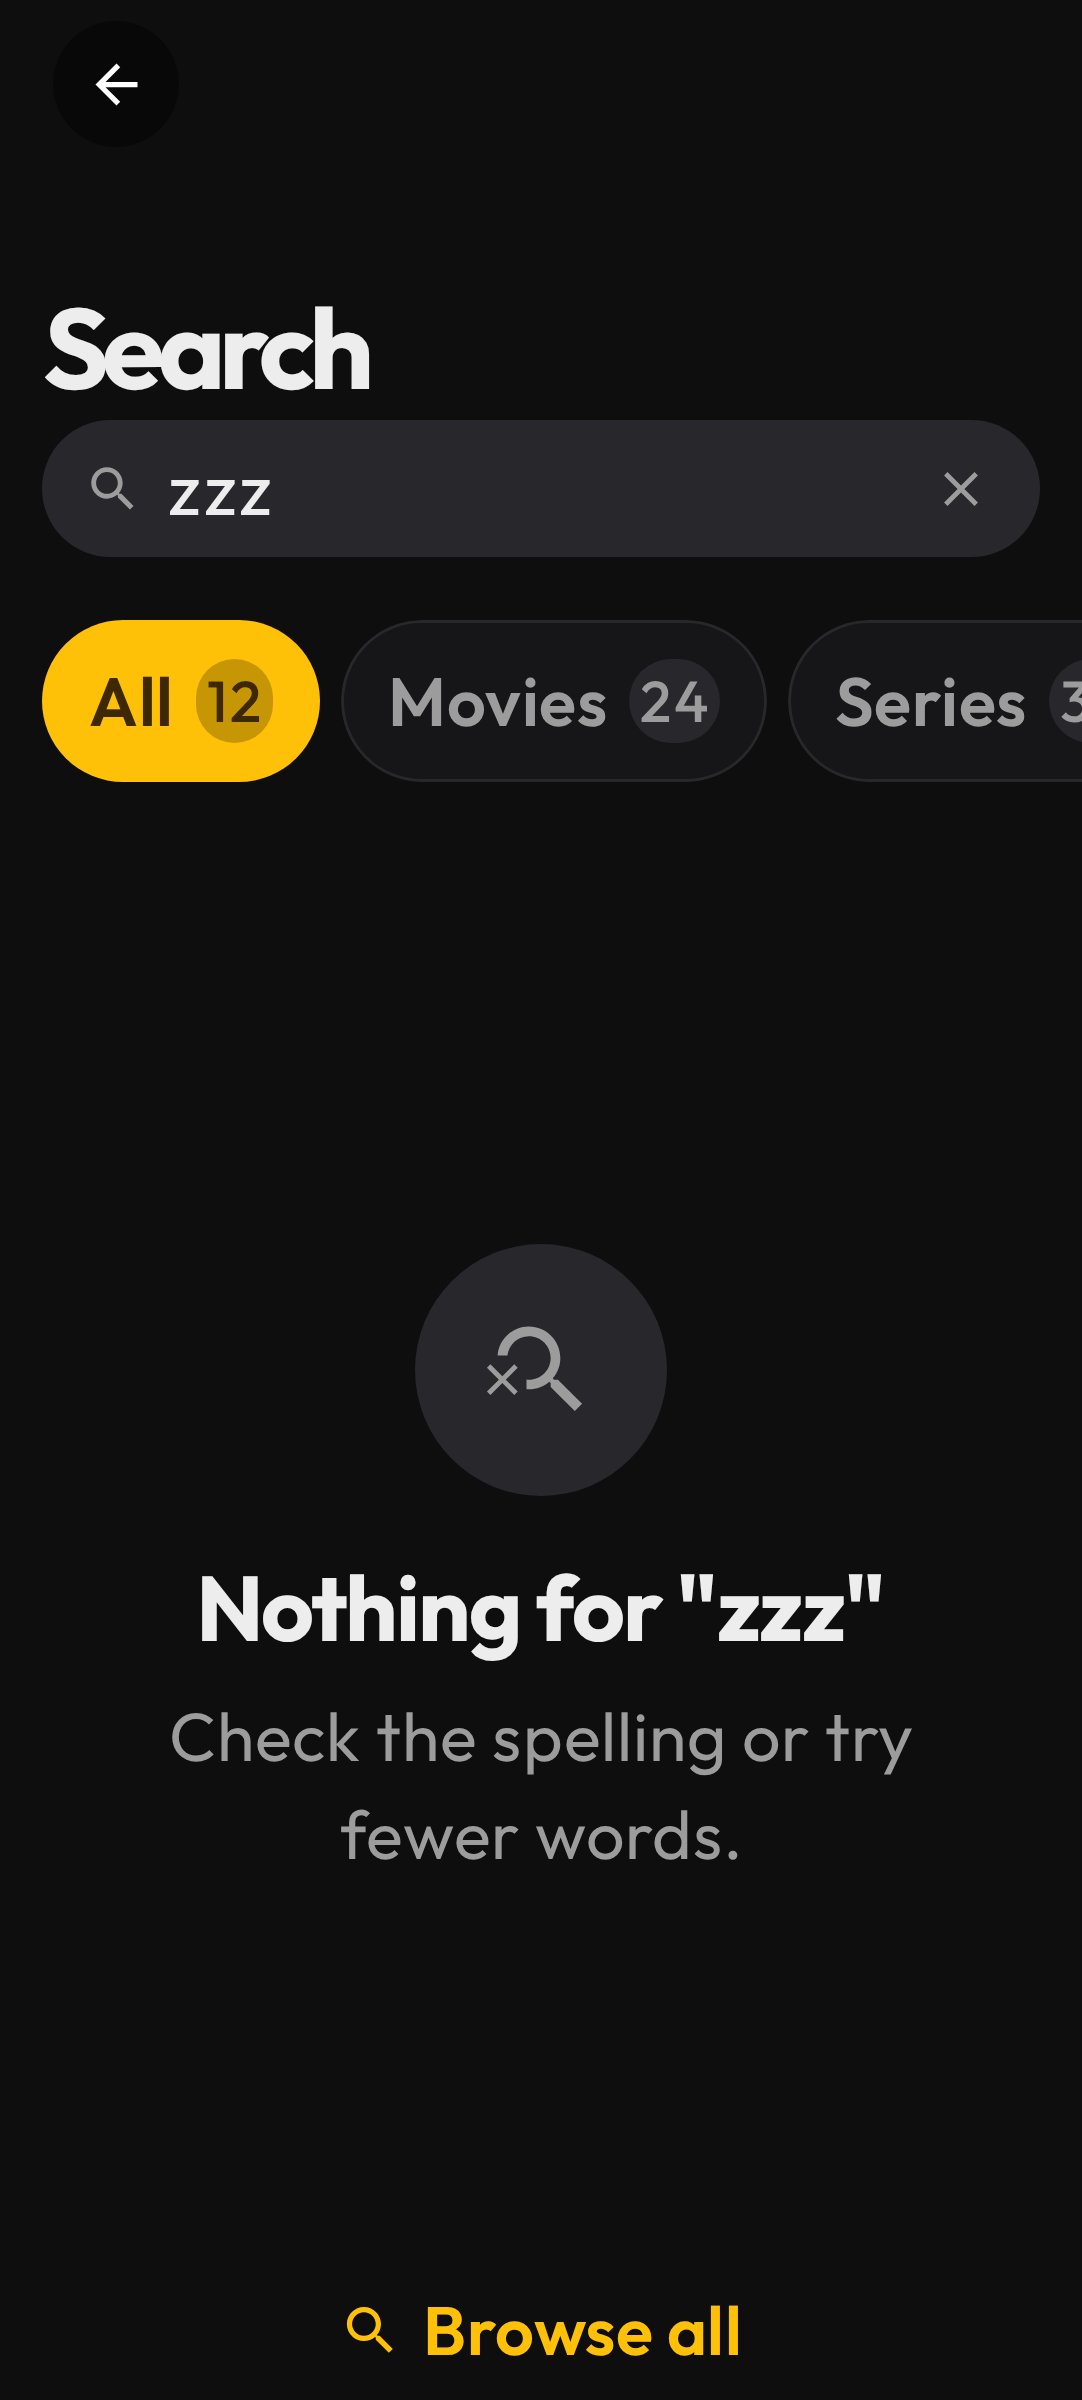 Search
zzz
All 12 Movies 24 Series
Nothing for "zzz"
Check the spelling or try
fewer words.
Browse all